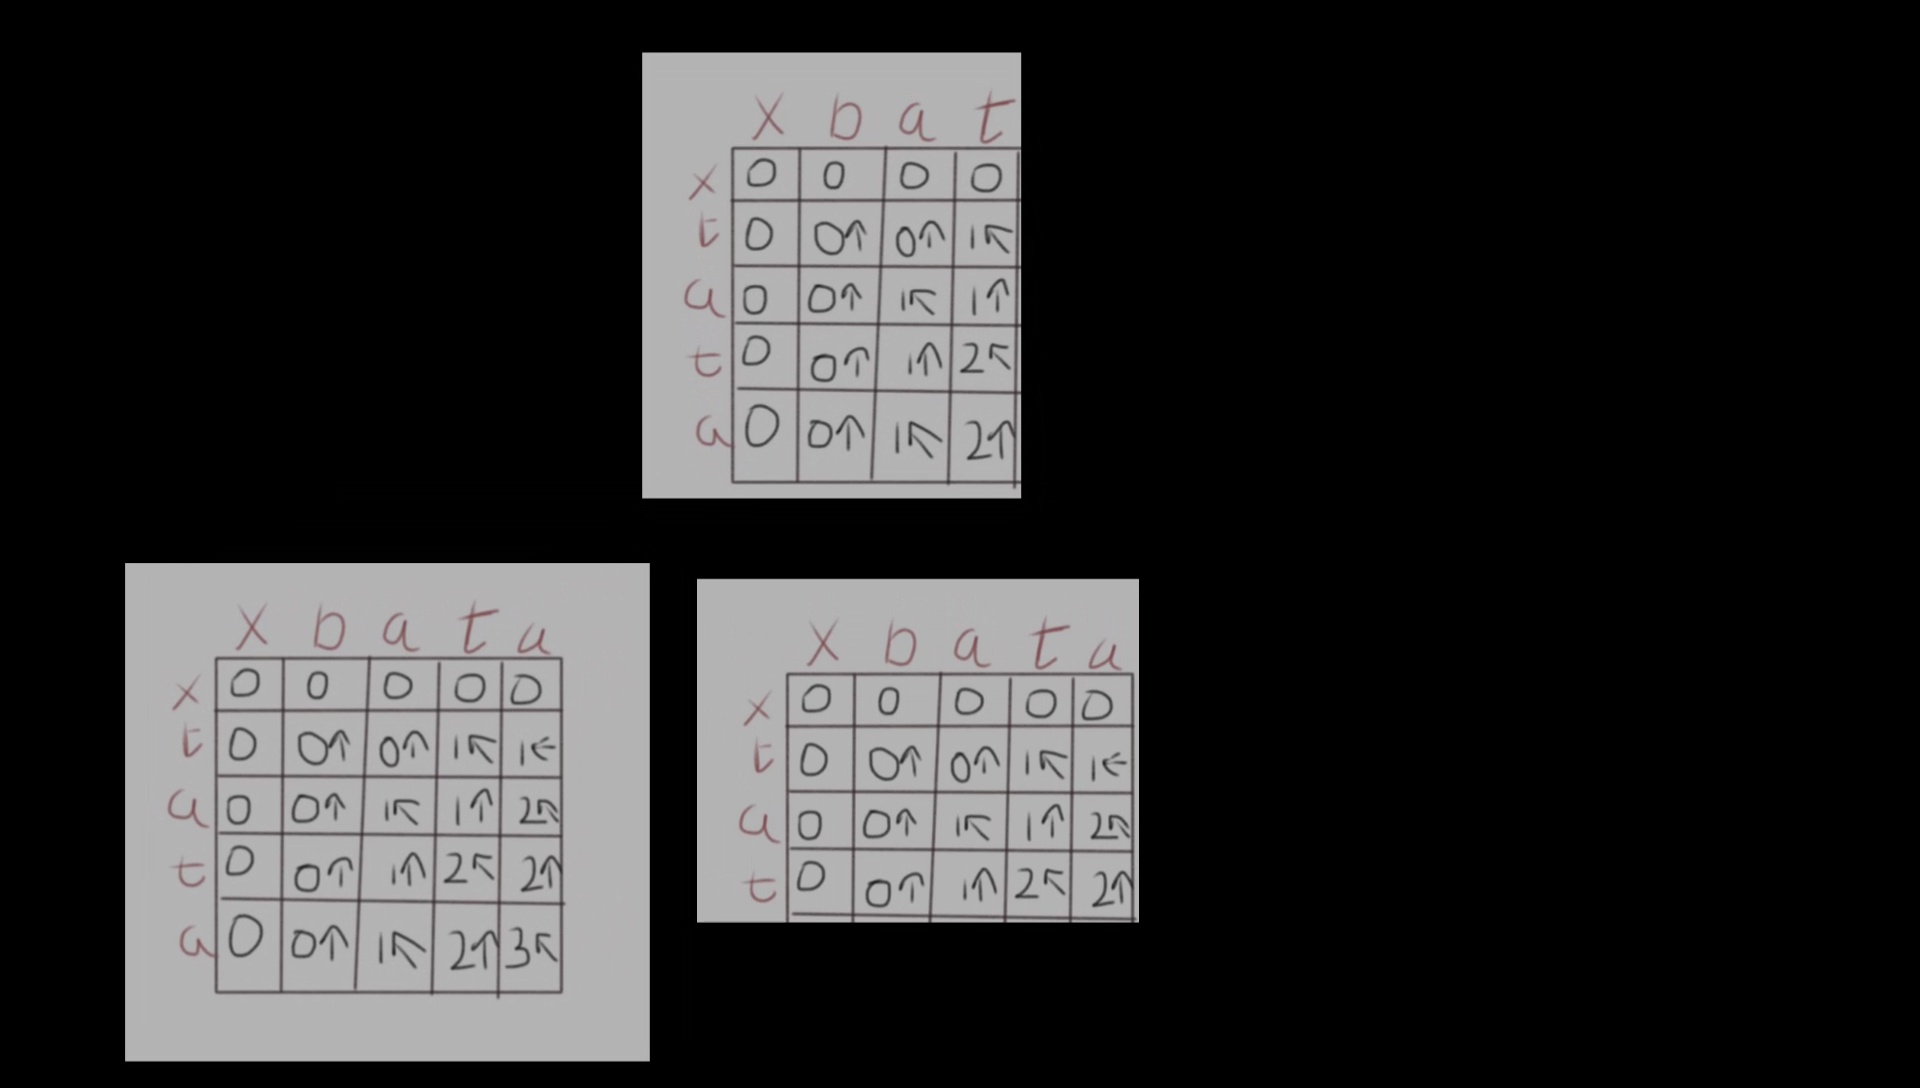 X b a t
x 0 0 0 0
t 0 0↑ 0↑ 1↖
a 0 0↑ 1↖ 1↑
t 0 0↑ 1↑ 2↖
a 0 0↑ 1↖ 2↑
X b a t a
x 0 0 0 0 0
t 0 0↑ 0↑ 1↖ 1←
a 0 0↑ 1↖ 1↑ 2↖
t 0 0↑ 1↑ 2↖ 2↑
a 0 0↑ 1↖ 2↑ 3↖
X b a t a
x 0 0 0 0 0
t 0 0↑ 0↑ 1↖ 1←
a 0 0↑ 1↖ 1↑ 2↖
t 0 0↑ 1↑ 2↖ 2↑